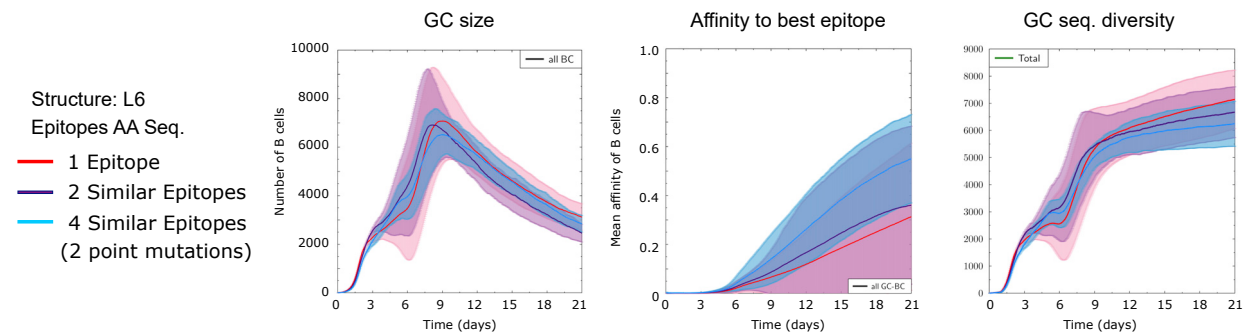 Structure: L6
Epitopes AA Seq.
1 Epitope
2 Similar Epitopes
4 Similar Epitopes
(2 point mutations)
GC size
Number of B cells
10000
8000
6000
4000
2000
0
all BC
0 3 6 9 12 15 18 21
Time (days)
Affinity to best epitope
Mean affinity of B cells
1.0
0.8
0.6
0.4
0.2
0
all GC-BC
0 3 6 9 12 15 18 21
Time (days)
GC seq. diversity
9000
8000
7000
6000
5000
4000
3000
2000
1000
0
Total
0 3 6 9 12 15 18 21
Time (days)